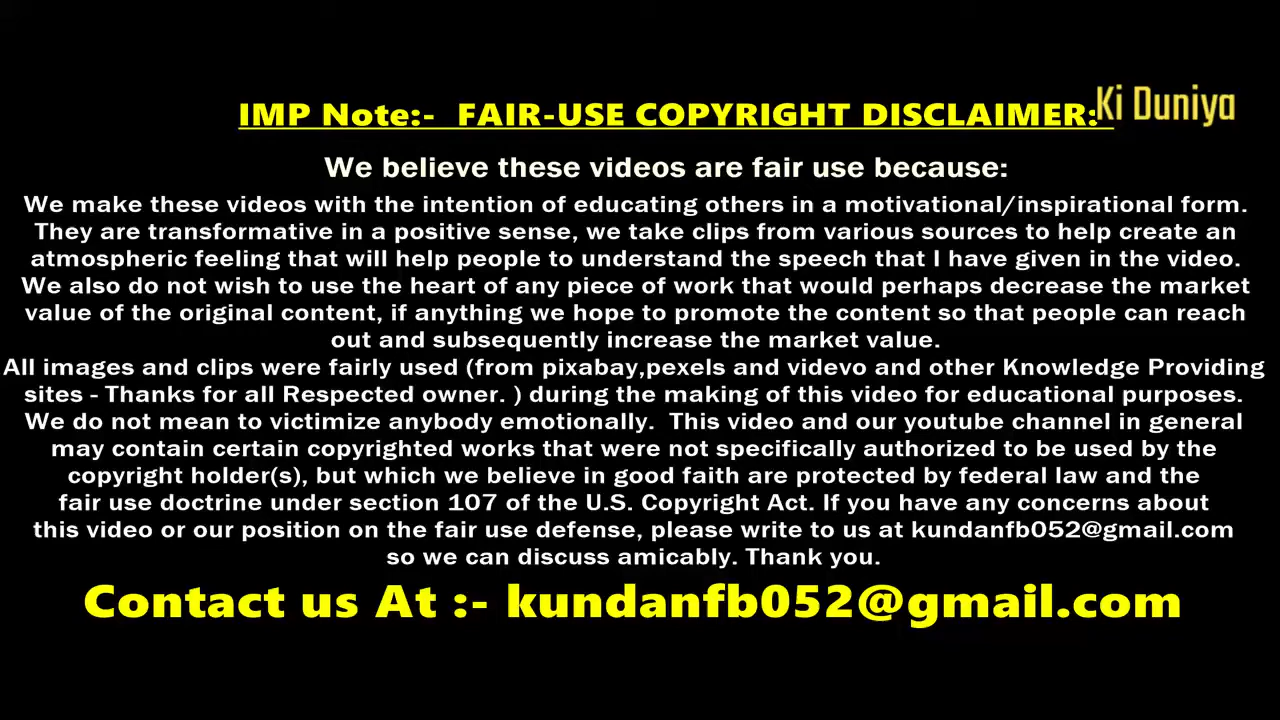 IMP Note:-  FAIR-USE COPYRIGHT DISCLAIMER:
Ki Duniya
We believe these videos are fair use because:
We make these videos with the intention of educating others in a motivational/inspirational form.
They are transformative in a positive sense, we take clips from various sources to help create an
atmospheric feeling that will help people to understand the speech that I have given in the video.
We also do not wish to use the heart of any piece of work that would perhaps decrease the market
value of the original content, if anything we hope to promote the content so that people can reach
out and subsequently increase the market value.
All images and clips were fairly used (from pixabay,pexels and videvo and other Knowledge Providing
sites - Thanks for all Respected owner. ) during the making of this video for educational purposes.
We do not mean to victimize anybody emotionally.  This video and our youtube channel in general
may contain certain copyrighted works that were not specifically authorized to be used by the
copyright holder(s), but which we believe in good faith are protected by federal law and the
fair use doctrine under section 107 of the U.S. Copyright Act. If you have any concerns about
this video or our position on the fair use defense, please write to us at kundanfb052@gmail.com
so we can discuss amicably. Thank you.
Contact us At :- kundanfb052@gmail.com